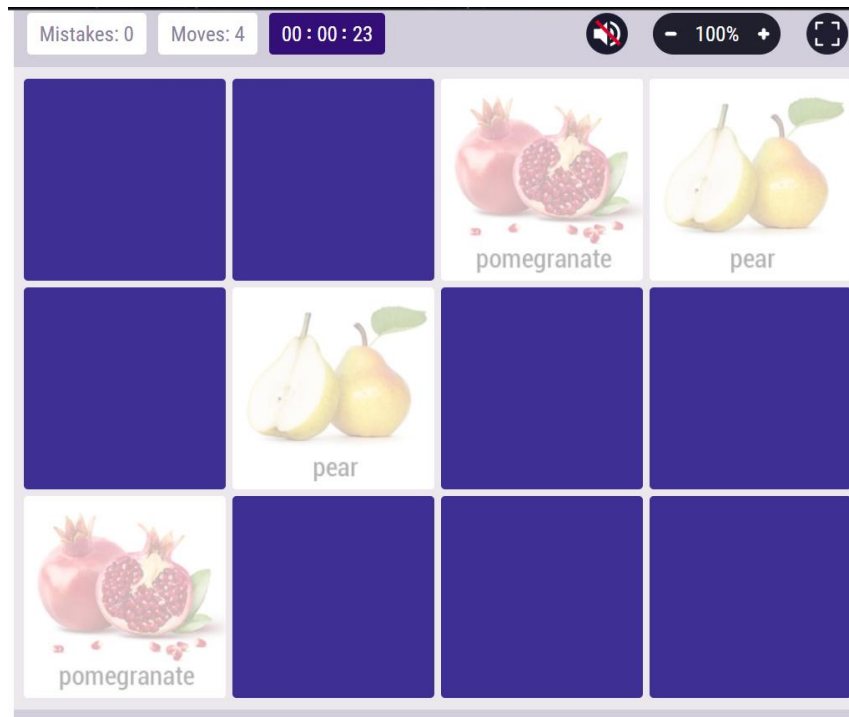 Mistakes: 0 Moves: 4 00 : 00 : 23 - 100% +
pomegranate pear
pear
pomegranate